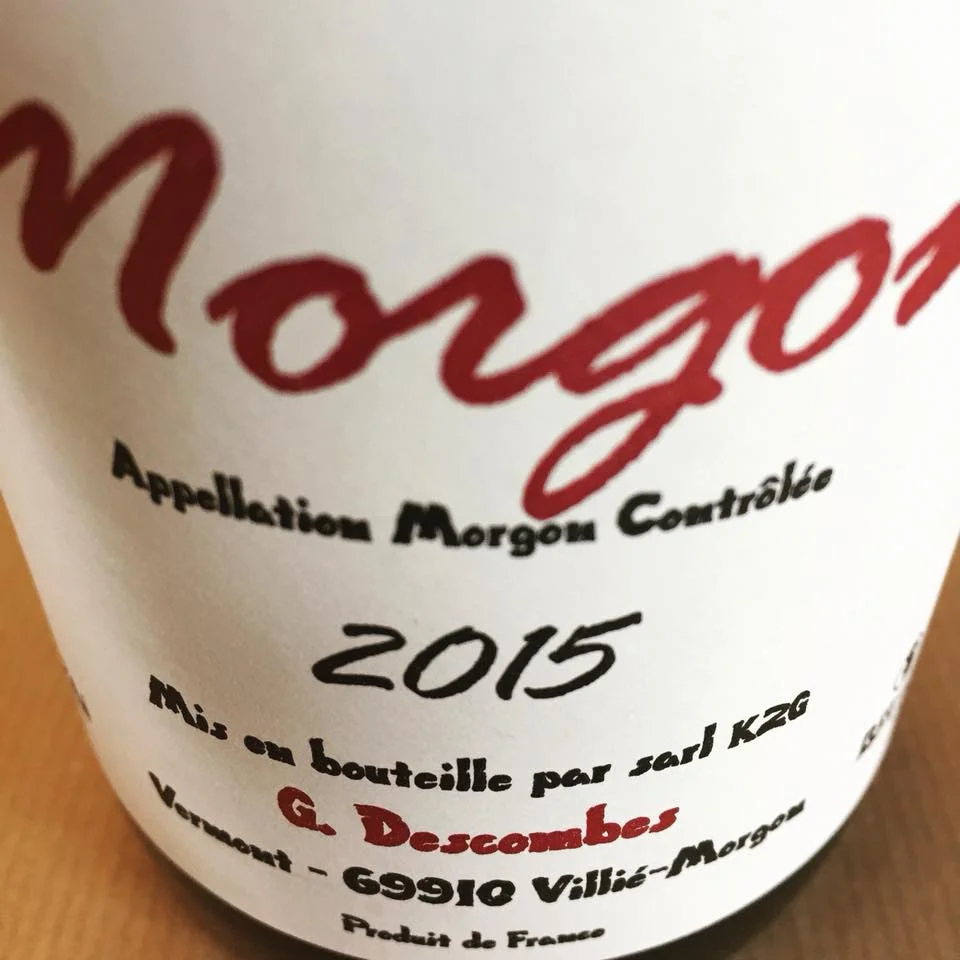 Morgon
Appellation Morgon Contrôlée
2015
Mis en bouteille par sarl K2G
G. Descombes
Vermont - 69910 Villié-Morgon
Produit de France